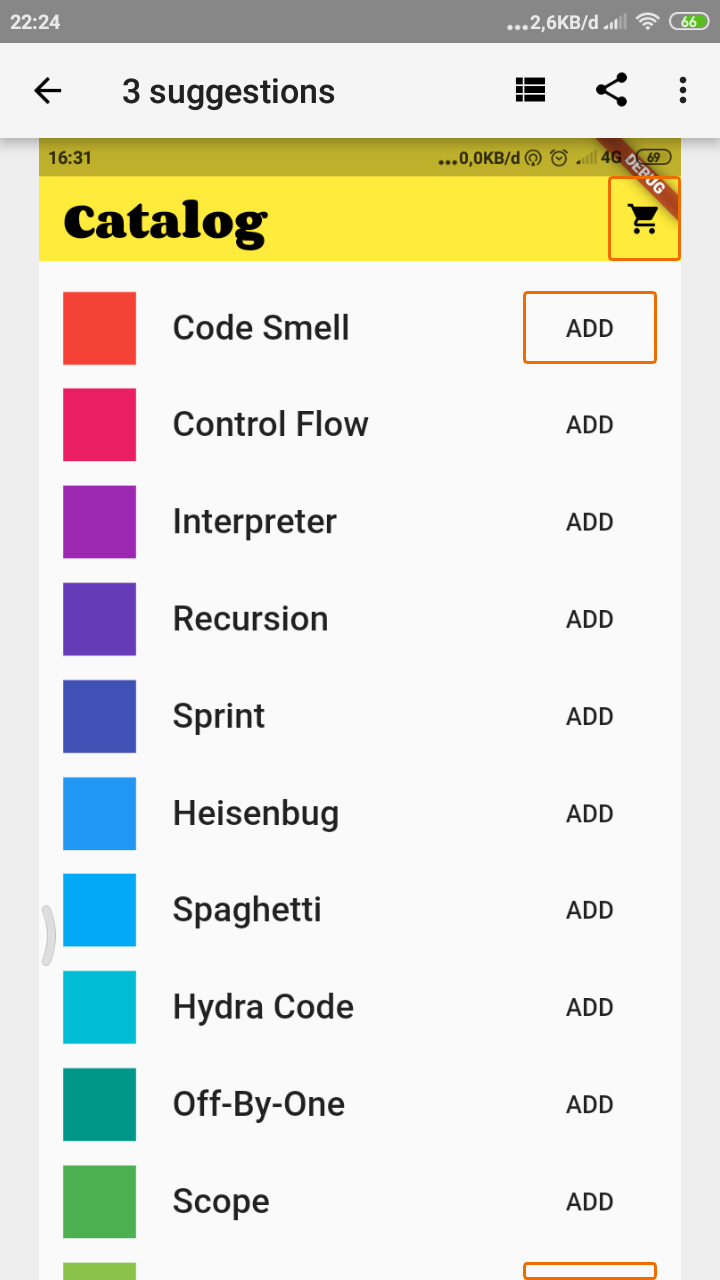 22:24 ...2,6KB/d 66
3 suggestions
16:31 ...0,0KB/d 4G 69
DEBUG
Catalog
Code Smell ADD
Control Flow ADD
Interpreter ADD
Recursion ADD
Sprint ADD
Heisenbug ADD
Spaghetti ADD
Hydra Code ADD
Off-By-One ADD
Scope ADD